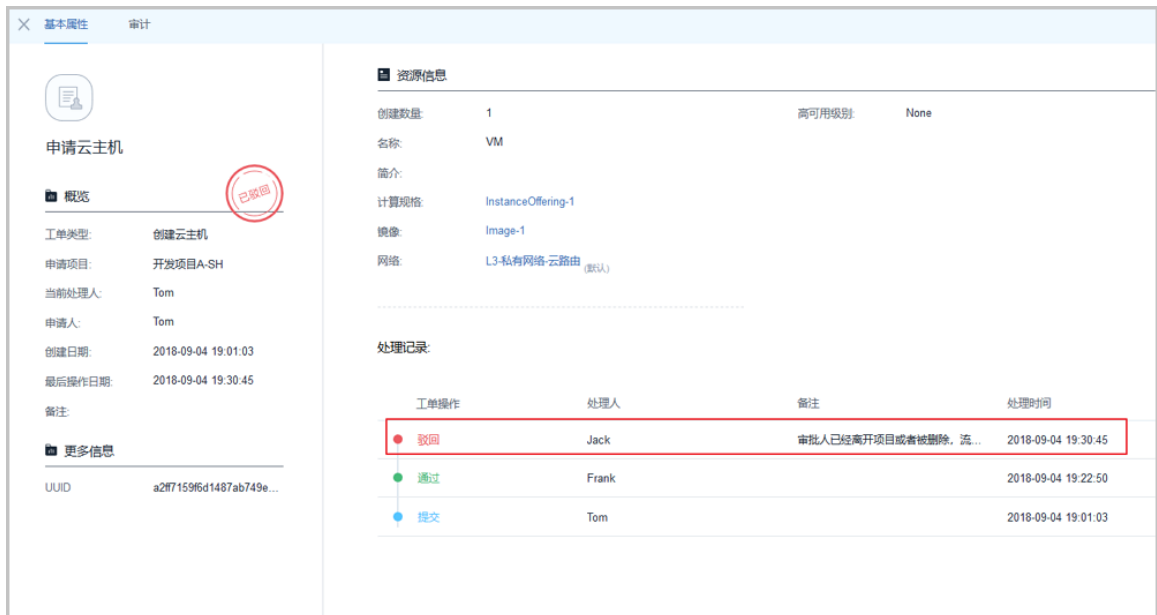 基本属性 审计
申请云主机
已驳回
概览
工单类型: 创建云主机
申请项目: 开发项目A-SH
当前处理人: Tom
申请人: Tom
创建日期: 2018-09-04 19:01:03
最后操作日期: 2018-09-04 19:30:45
备注:
更多信息
UUID a2ff7159f6d1487ab749e...
资源信息
创建数量: 1 高可用级别: None
名称: VM
简介:
计算规格: InstanceOffering-1
镜像: Image-1
网络: L3-私有网络-云路由 (默认)
处理记录:
工单操作 处理人 备注 处理时间
驳回 Jack 审批人已经离开项目或者被删除，流... 2018-09-04 19:30:45
通过 Frank 2018-09-04 19:22:50
提交 Tom 2018-09-04 19:01:03